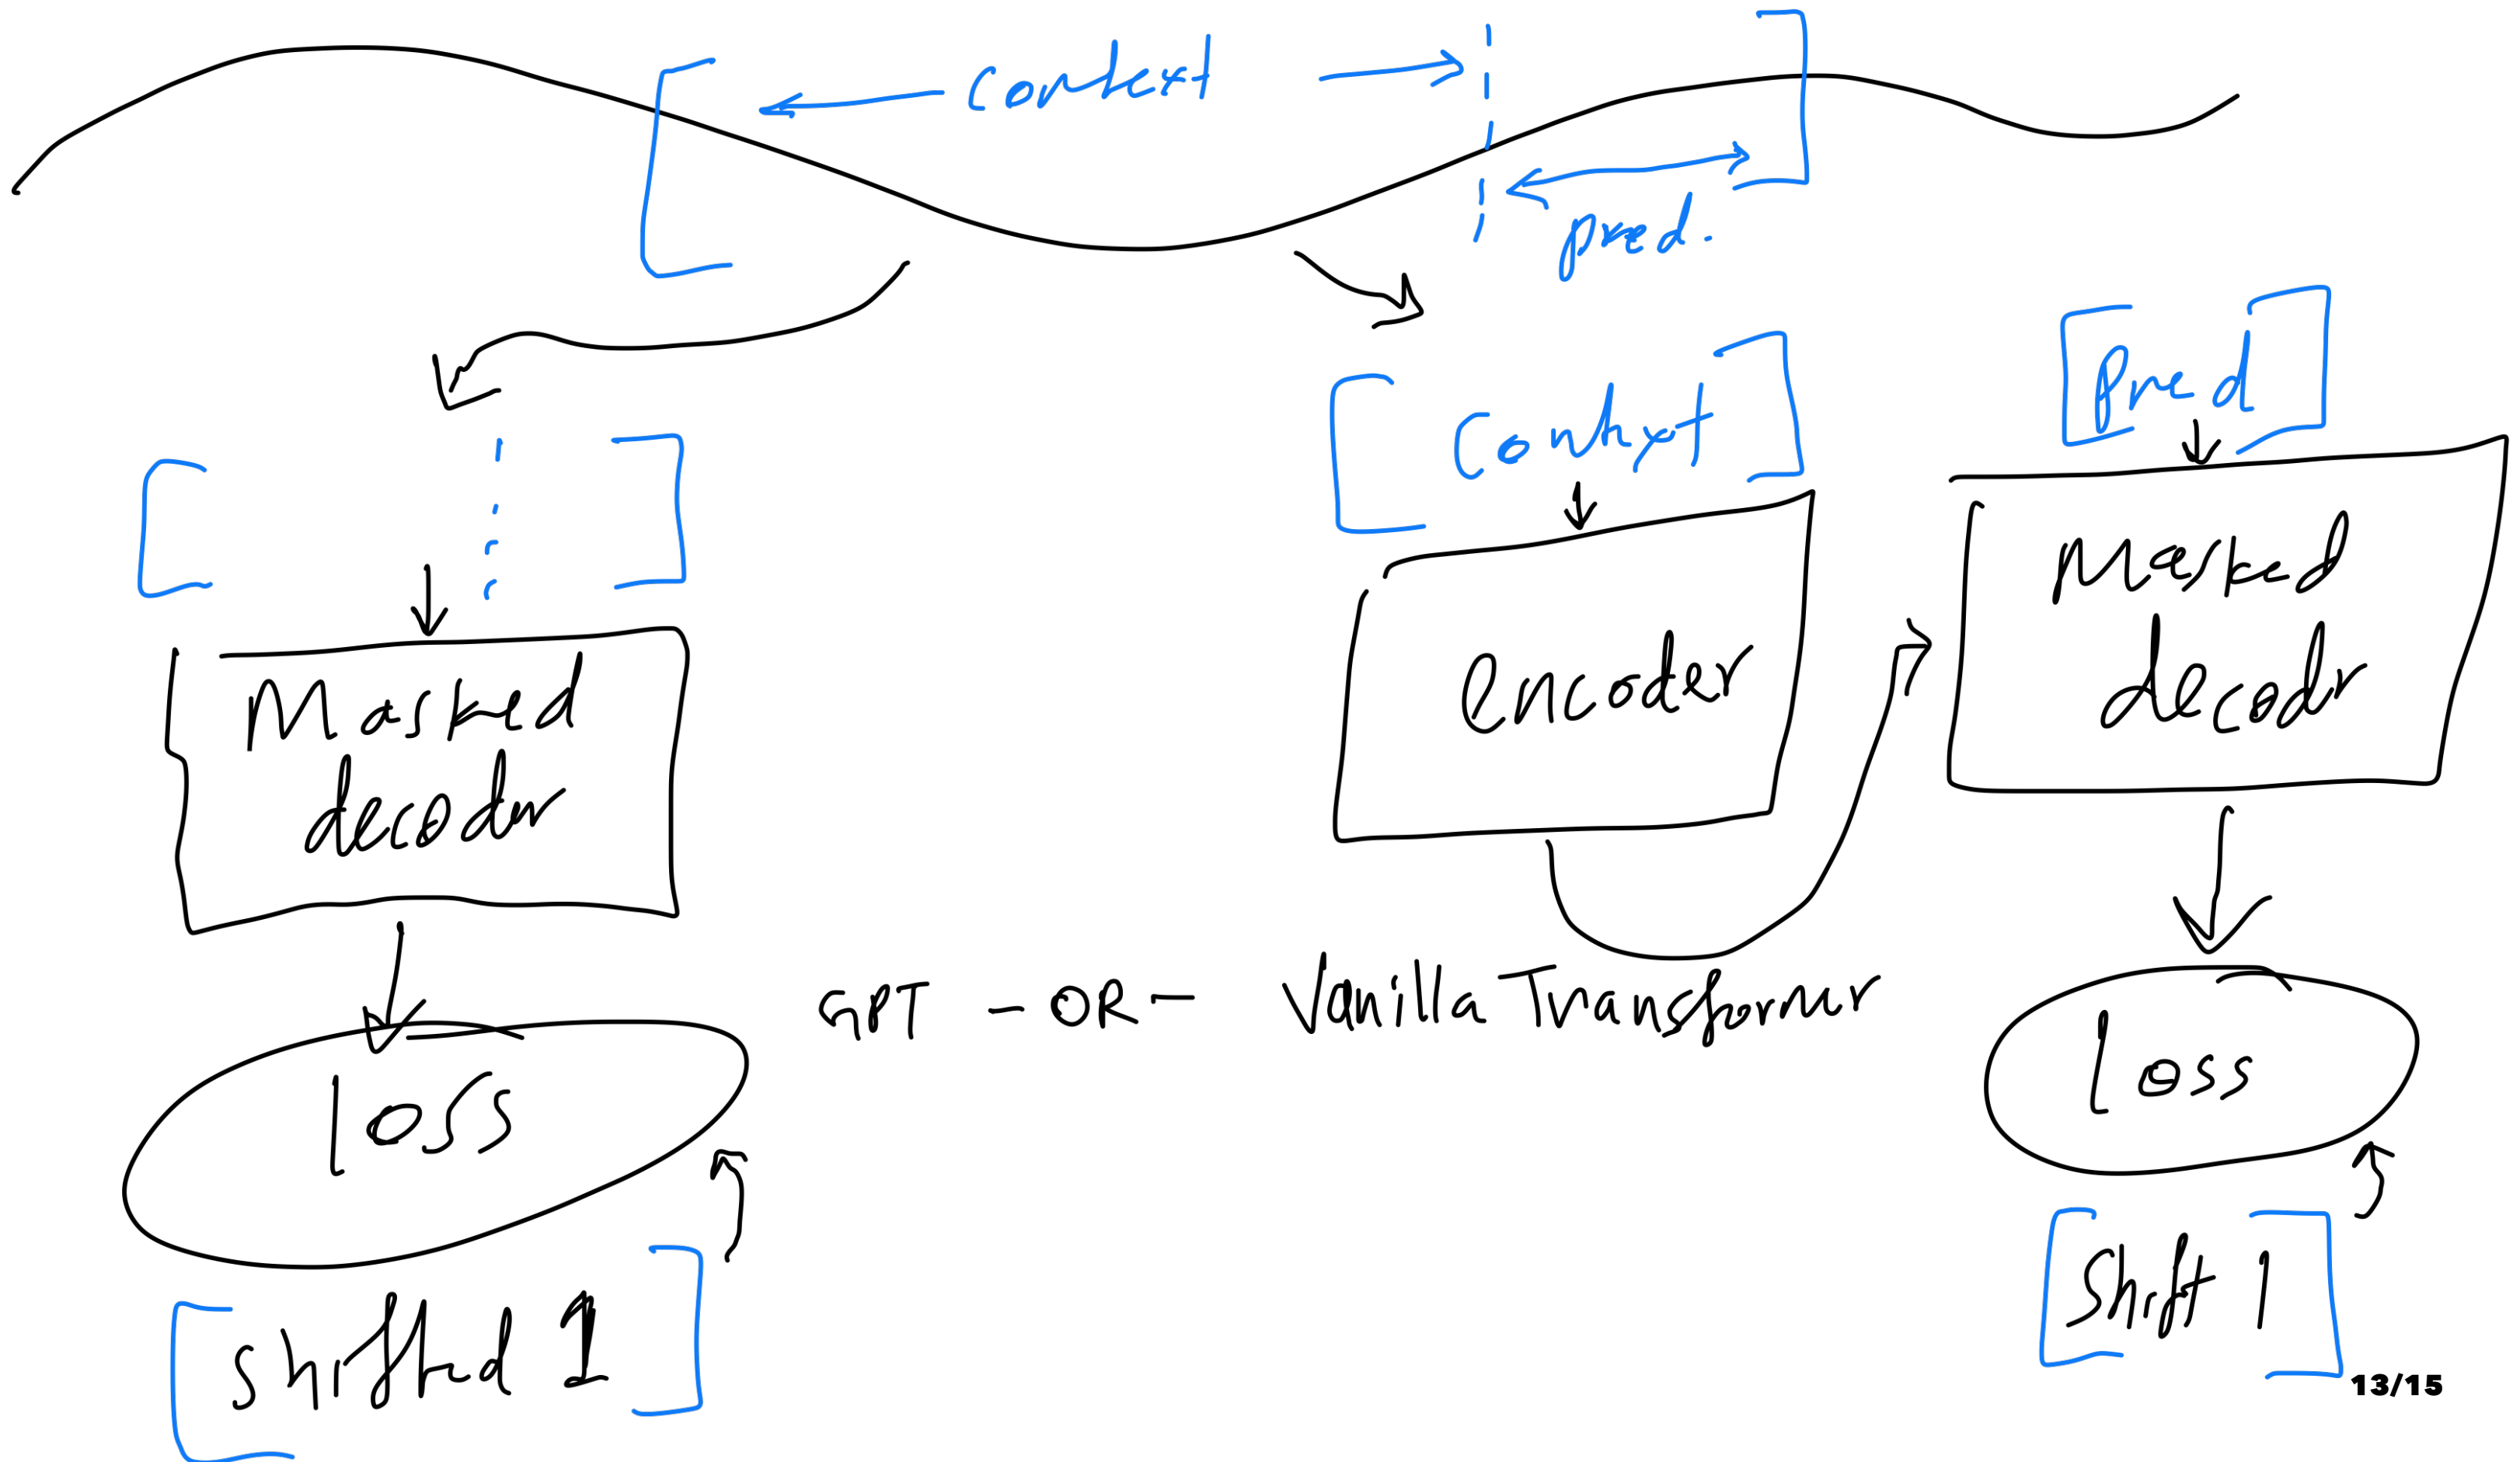 context
pred.
Context
Pred
Masked
decoder
Encoder
Masked
decodr
GPT - OR - Vanilla Transformer
loss
loss
shifted 1
Shift 1
13/15